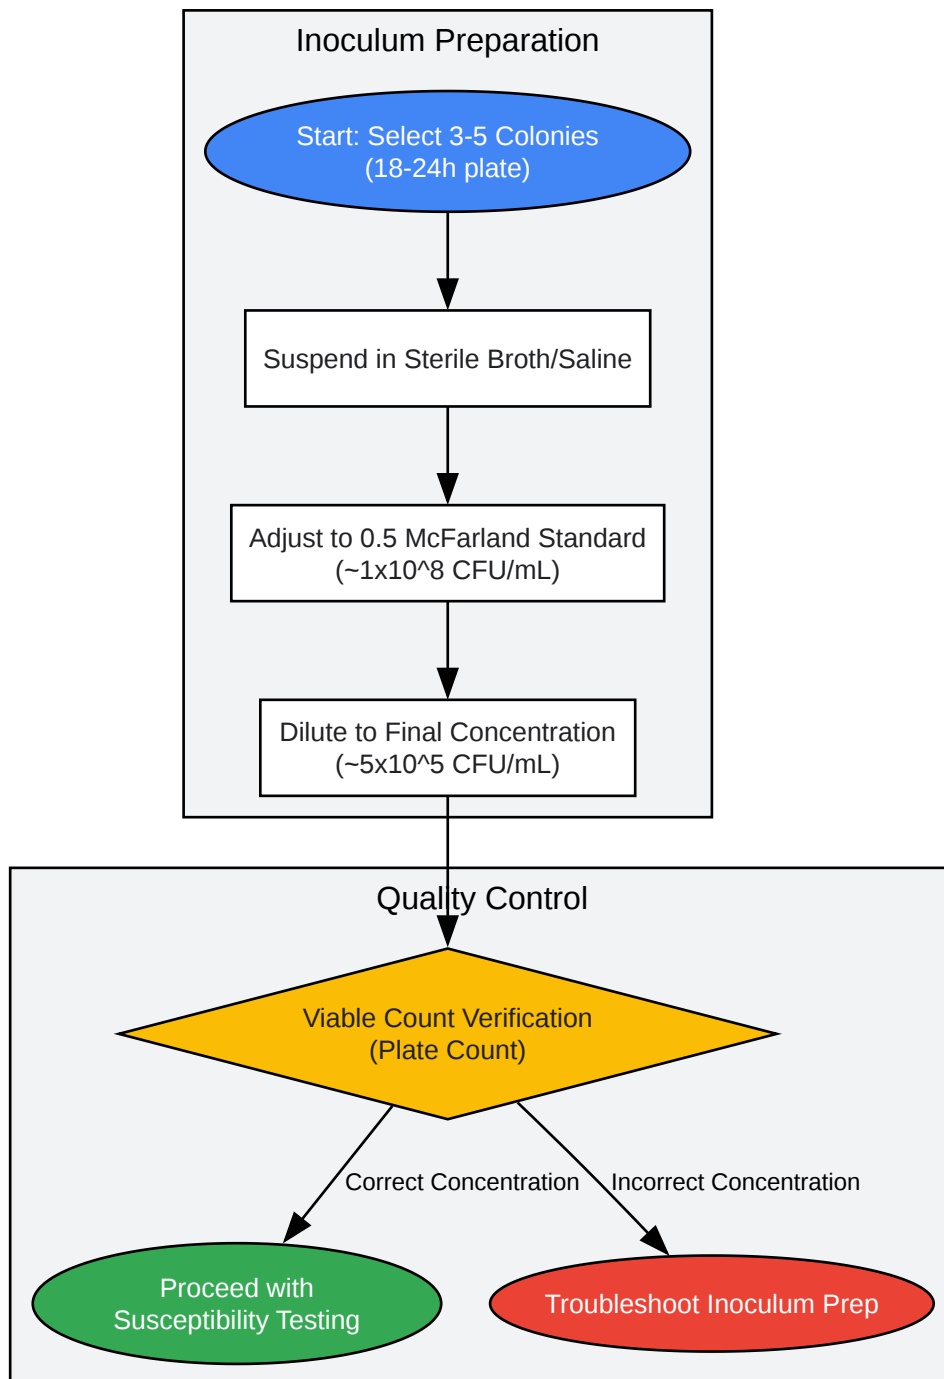 Inoculum Preparation
Start: Select 3-5 Colonies
(18-24h plate)
Suspend in Sterile Broth/Saline
Adjust to 0.5 McFarland Standard
(~1x10^8 CFU/mL)
Dilute to Final Concentration
(~5x10^5 CFU/mL)
Quality Control
Viable Count Verification
(Plate Count)
Correct Concentration
Incorrect Concentration
Proceed with
Susceptibility Testing
Troubleshoot Inoculum Prep